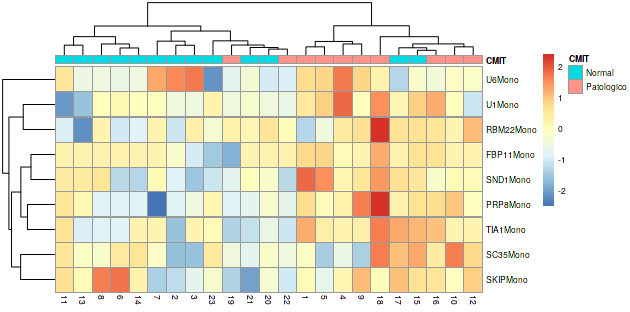 CMIT
U6Mono
U1Mono
RBM22Mono
FBP11Mono
SND1Mono
PRP8Mono
TIA1Mono
SC35Mono
SKIPMono
11 13 8 6 14 7 2 3 23 19 21 20 22 1 5 4 9 18 17 15 16 10 12
2
1
0
-1
-2
CMIT
Normal
Patologico